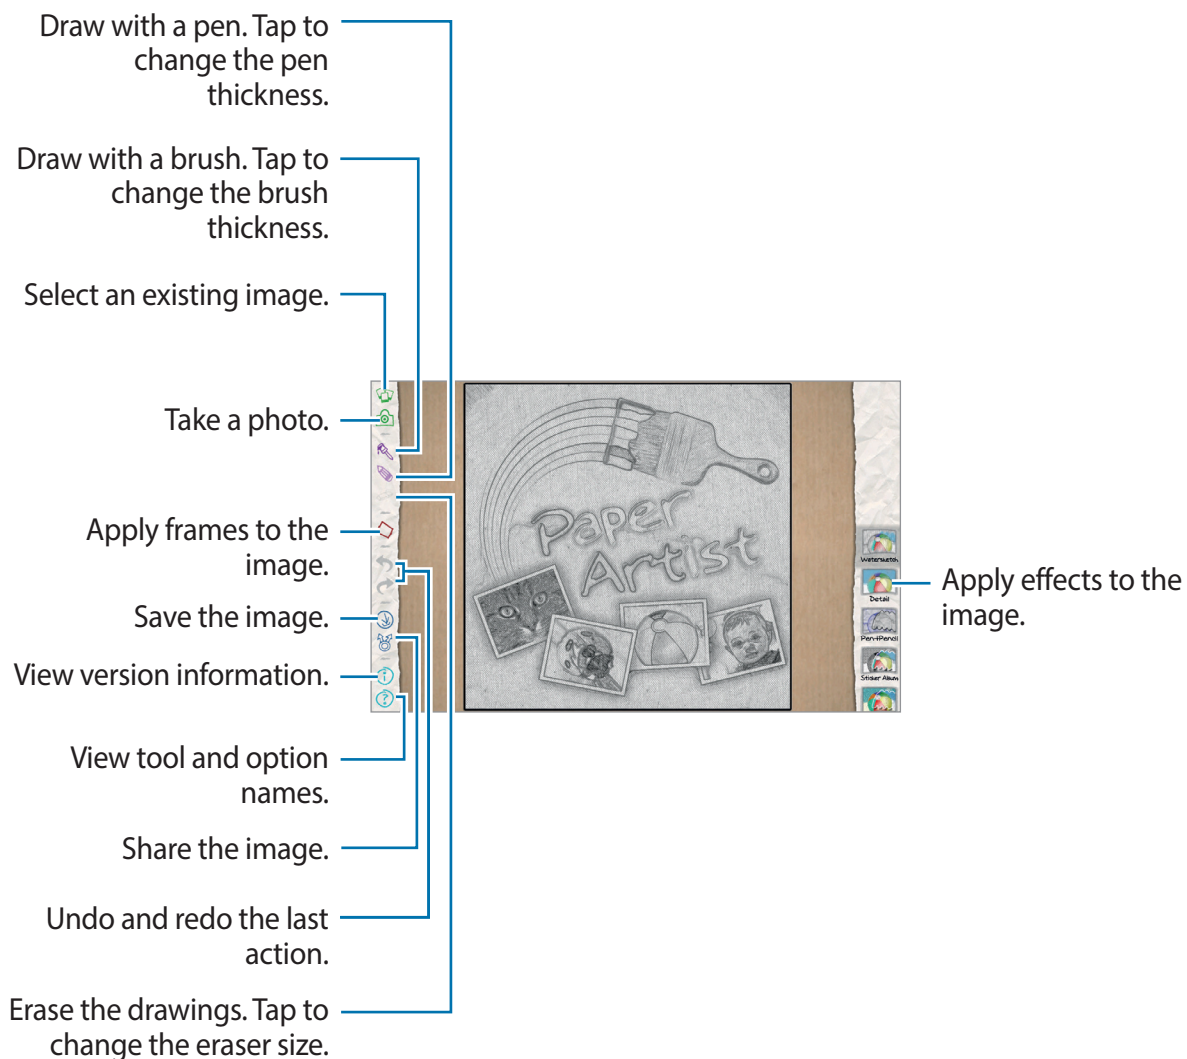 Draw with a pen. Tap to
change the pen
thickness.
Draw with a brush. Tap to
change the brush
thickness.
Select an existing image.
Take a photo.
Apply frames to the
image.
Save the image.
View version information.
View tool and option
names.
Share the image.
Undo and redo the last
action.
Erase the drawings. Tap to
change the eraser size.
Paper
Artist
Waterswatch
Detail
Pen+Pencil
Sticker Album
Apply effects to the
image.